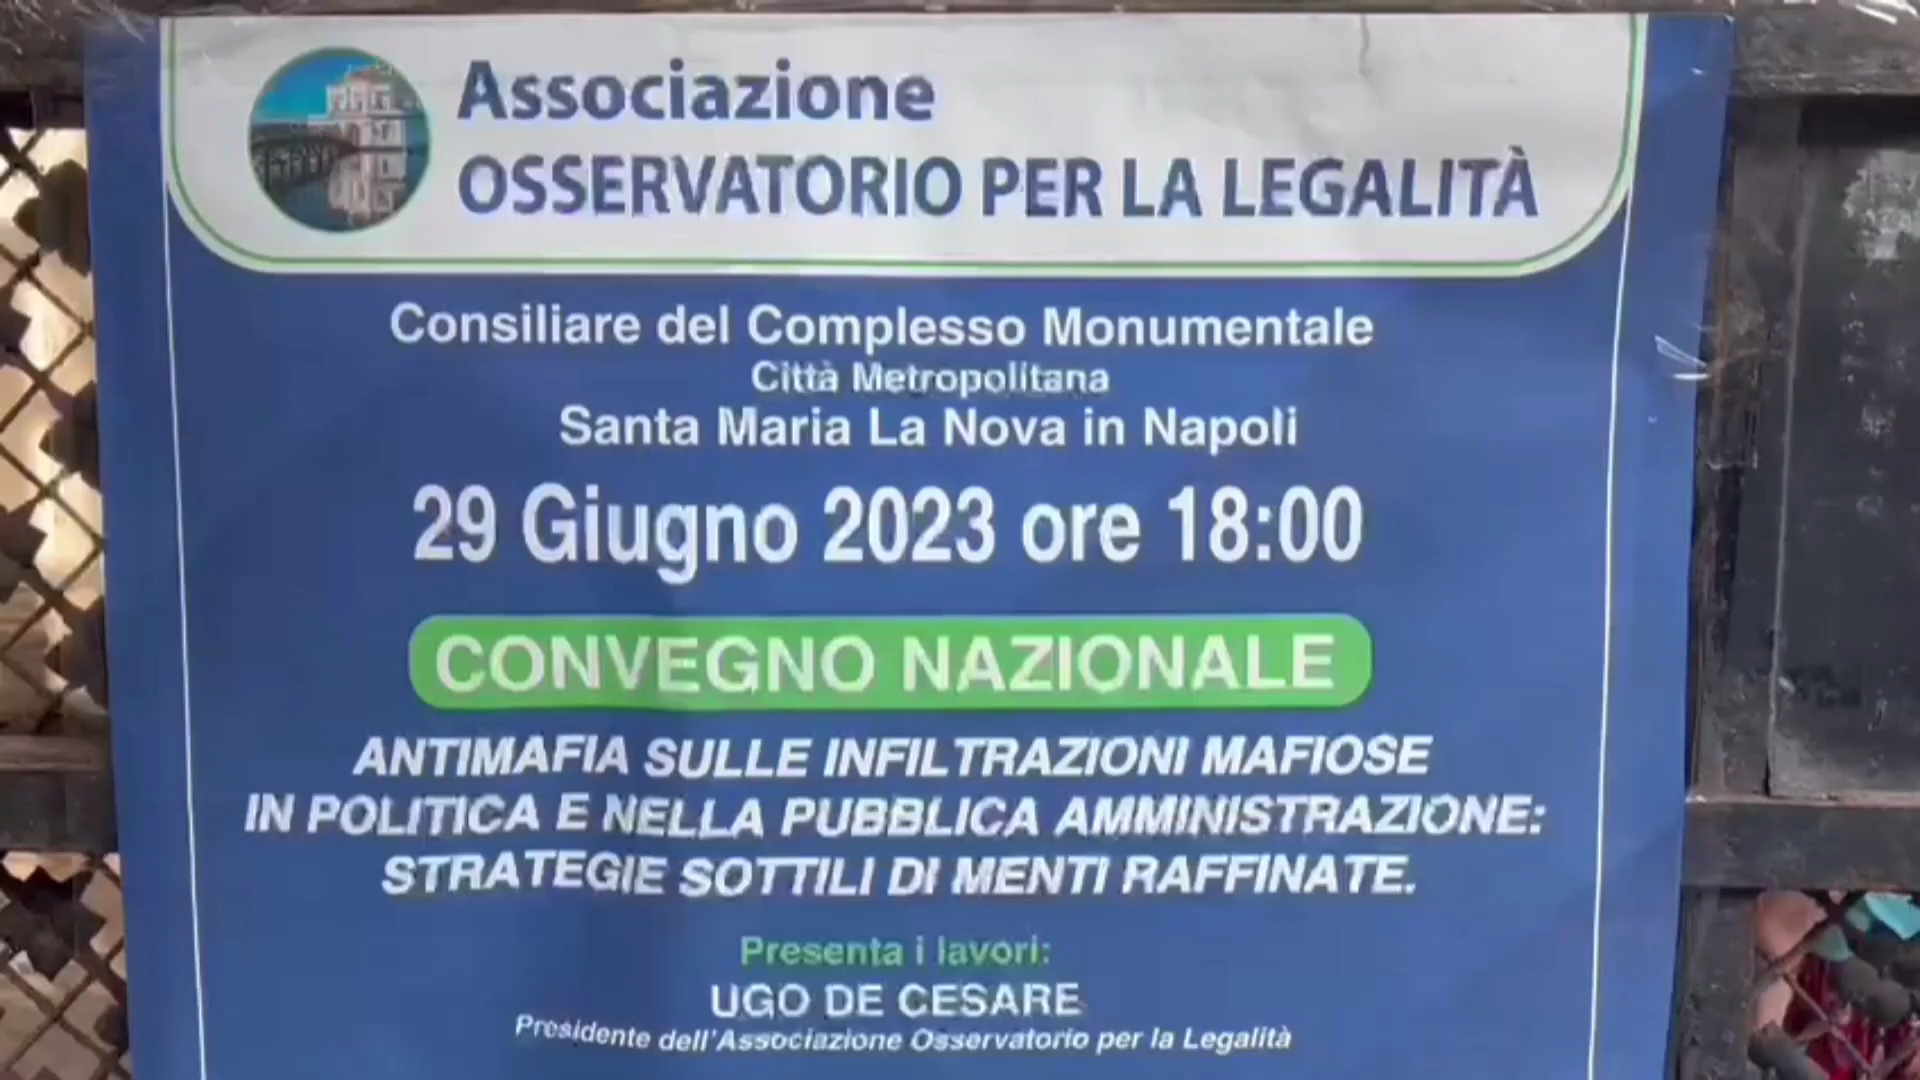 Associazione
OSSERVATORIO PER LA LEGALITÀ
Consiliare del Complesso Monumentale
Città Metropolitana
Santa Maria La Nova in Napoli
29 Giugno 2023 ore 18:00
CONVEGNO NAZIONALE
ANTIMAFIA SULLE INFILTRAZIONI MAFIOSE
IN POLITICA E NELLA PUBBLICA AMMINISTRAZIONE:
STRATEGIE SOTTILI DI MENTI RAFFINATE.
Presenta i lavori:
UGO DE CESARE
Presidente dell'Associazione Osservatorio per la Legalità